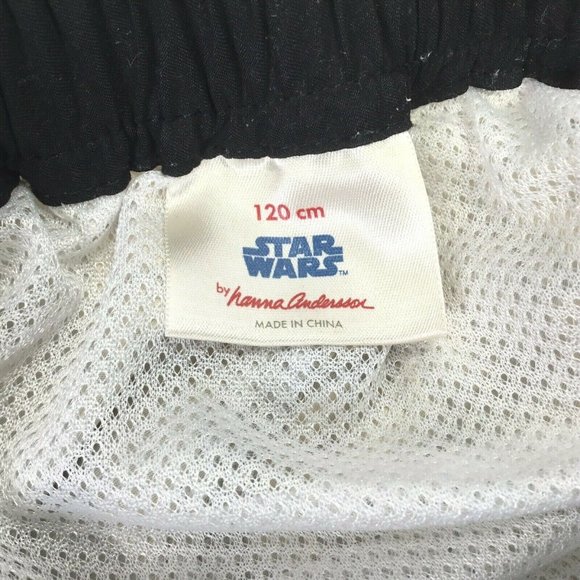 120 cm
STAR
WARS™
by hanna Andersson
MADE IN CHINA